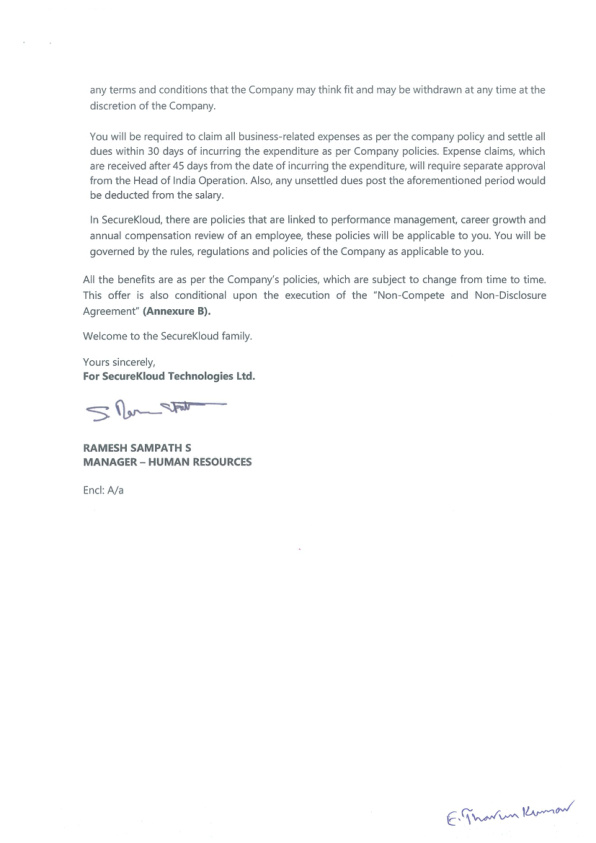 any terms and conditions that the Company may think fit and may be withdrawn at any time at the
discretion of the Company.
You will be required to claim all business-related expenses as per the company policy and settle all
dues within 30 days of incurring the expenditure as per Company policies. Expense claims, which
are received after 45 days from the date of incurring the expenditure, will require separate approval
from the Head of India Operation. Also, any unsettled dues post the aforementioned period would
be deducted from the salary.
In SecureKloud, there are policies that are linked to performance management, career growth and
annual compensation review of an employee, these policies will be applicable to you. You will be
governed by the rules, regulations and policies of the Company as applicable to you.
All the benefits are as per the Company's policies, which are subject to change from time to time.
This offer is also conditional upon the execution of the “Non-Compete and Non-Disclosure
Agreement” (Annexure B).
Welcome to the SecureKloud family.
Yours sincerely,
For SecureKloud Technologies Ltd.
RAMESH SAMPATH S
MANAGER – HUMAN RESOURCES
Encl: A/a
E. Tharun Kumar